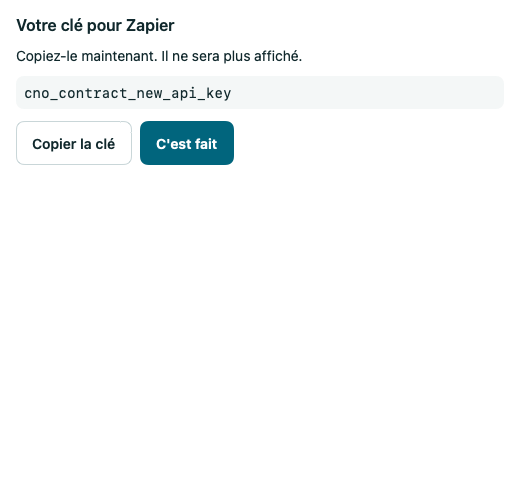 Votre clé pour Zapier
Copiez-le maintenant. Il ne sera plus affiché.
cno_contract_new_api_key
Copier la clé
C'est fait